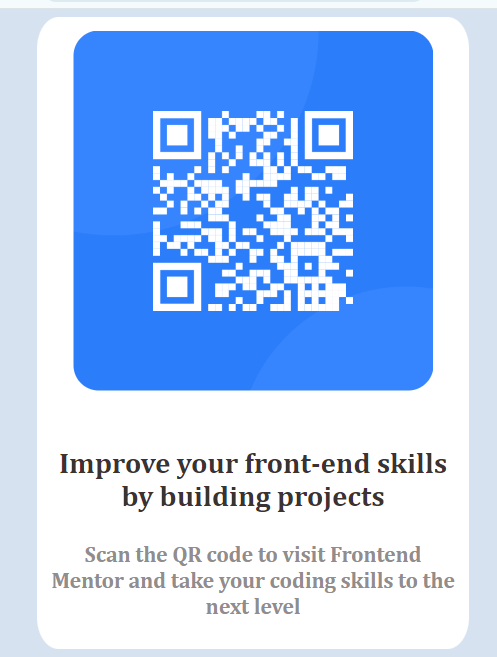 Improve your front-end skills
by building projects
Scan the QR code to visit Frontend
Mentor and take your coding skills to the
next level